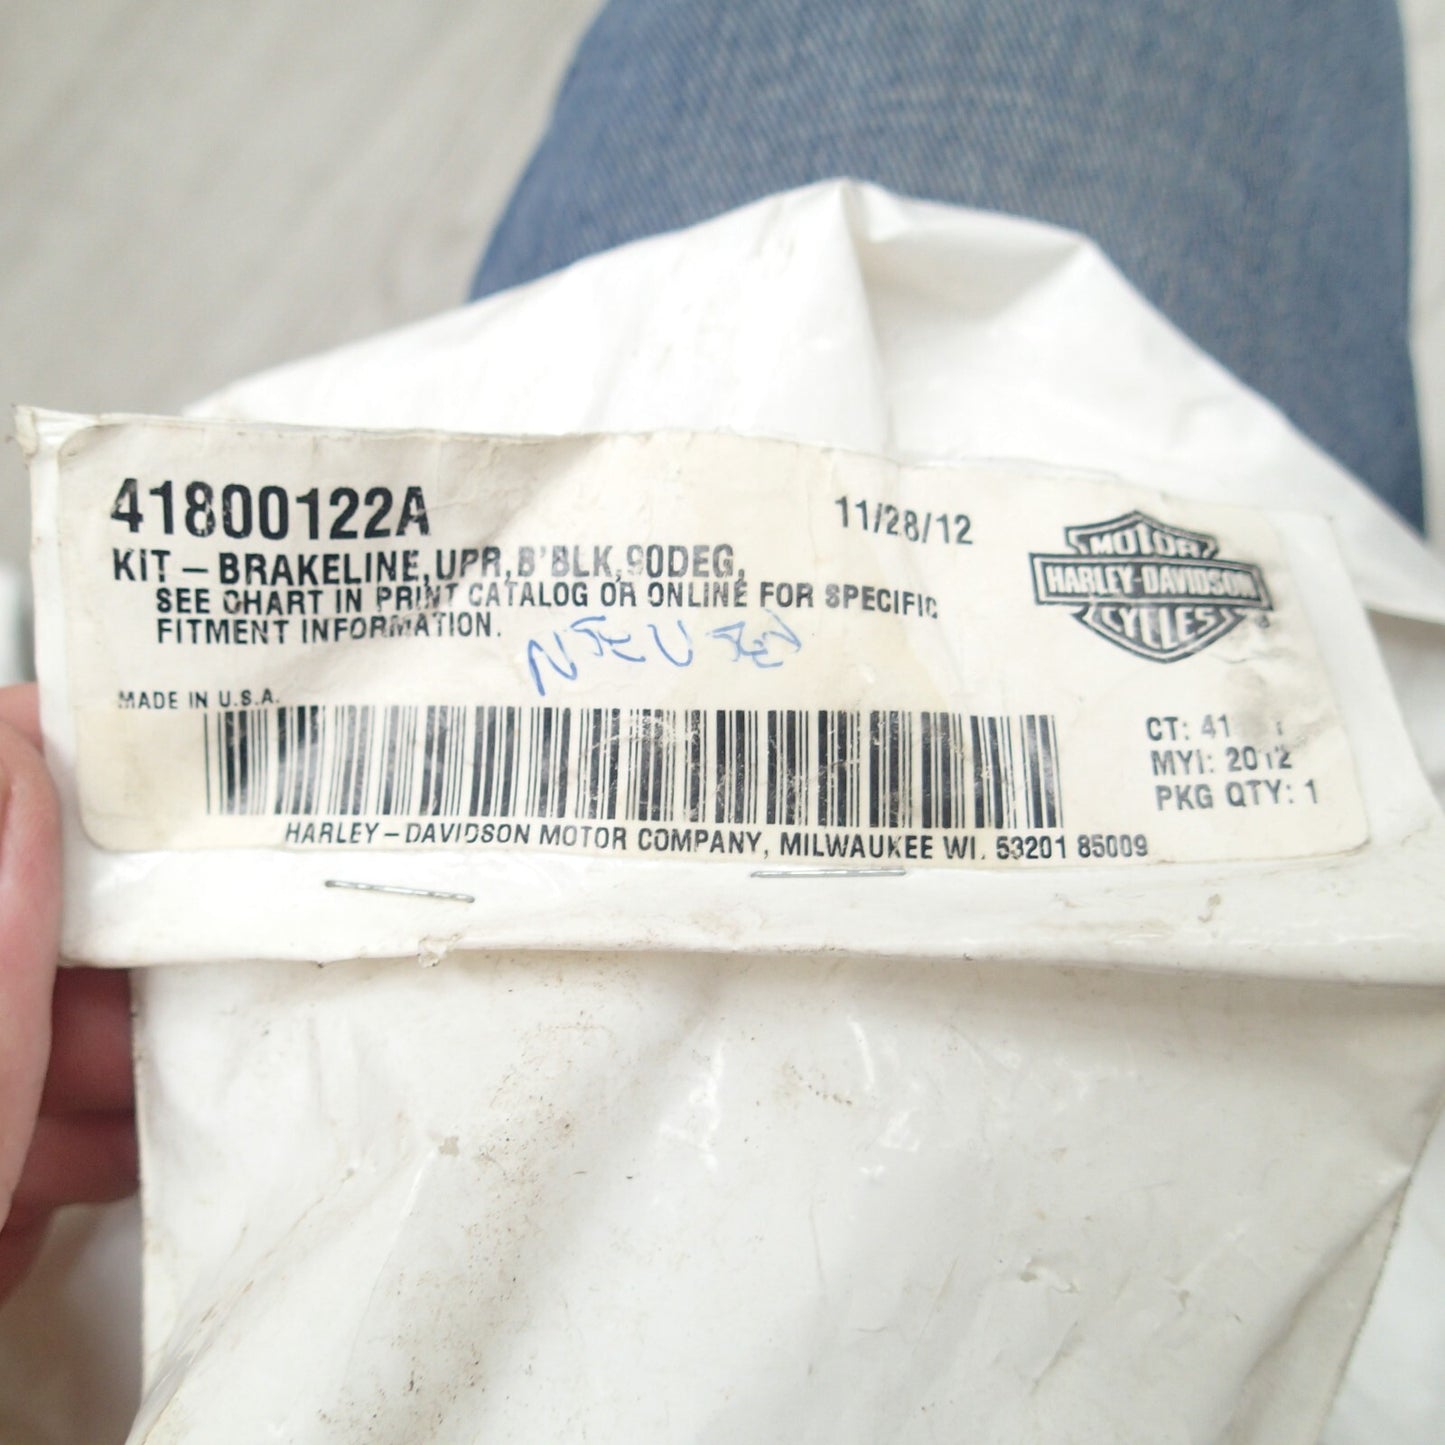 41800122A
11/28/12
KIT – BRAKELINE, UPR, B'BLK, 90DEG,
SEE CHART IN PRINT CATALOG OR ONLINE FOR SPECIFIC
FITMENT INFORMATION.
MOTOR
HARLEY-DAVIDSON
CYCLES
MADE IN U.S.A.
CT: 41
MYI: 2012
PKG QTY: 1
HARLEY – DAVIDSON MOTOR COMPANY, MILWAUKEE WI. 53201 85009